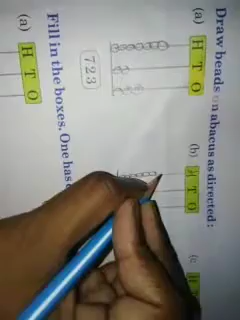 Draw beads on abacus as directed :
(a) H T O (b) H T O (c)
723
Fill in the boxes. One has
(a) H T O